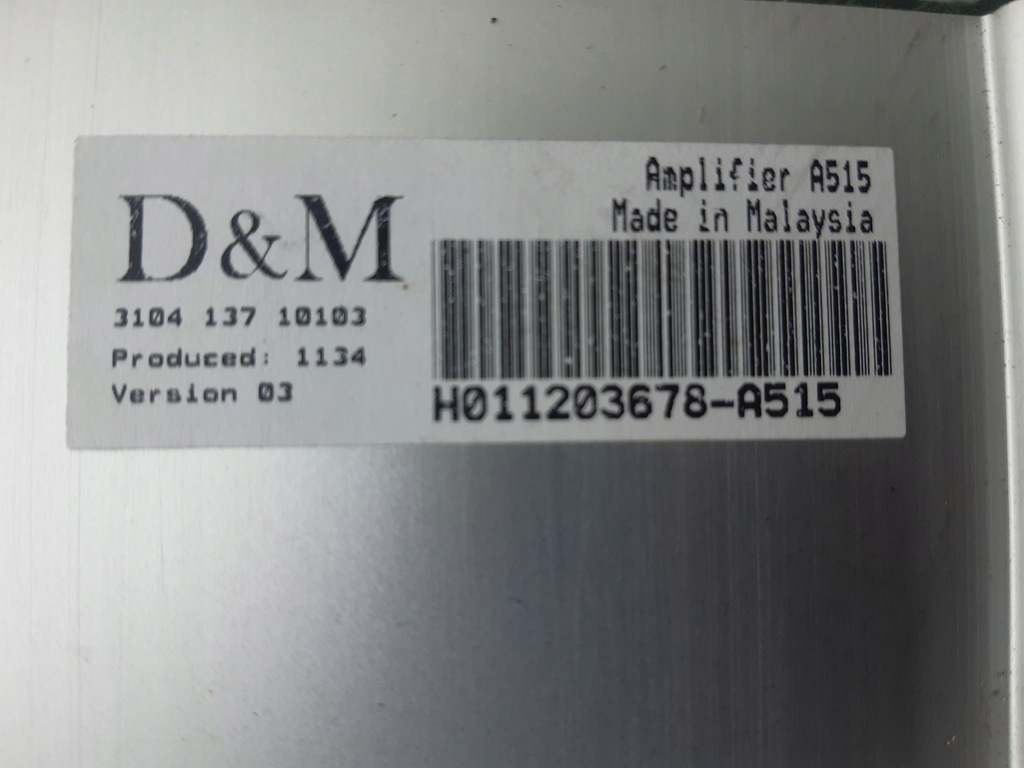 D&M
3104 137 10103
Produced: 1134
Version 03
Amplifier A515
Made in Malaysia
H011203678-A515